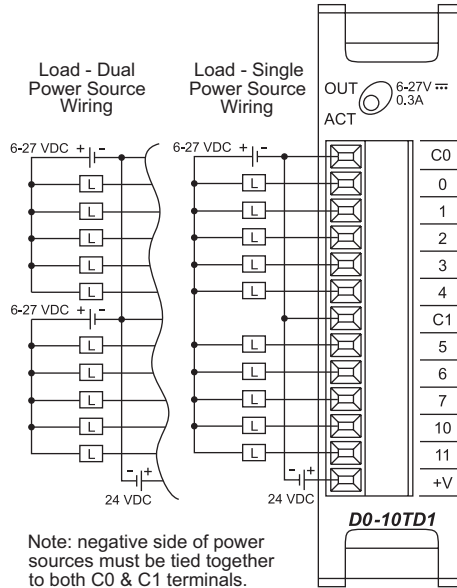 Load - Dual
Power Source
Wiring
Load - Single
Power Source
Wiring
OUT
ACT
6-27V
0.3A
6-27 VDC + -
L
L
L
L
L
6-27 VDC + -
L
L
L
L
L
- +
24 VDC
6-27 VDC + -
L
L
L
L
L
L
L
L
L
L
- +
24 VDC
C0
0
1
2
3
4
C1
5
6
7
10
11
+V
D0-10TD1
Note: negative side of power
sources must be tied together
to both C0 & C1 terminals.